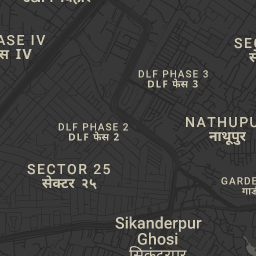 ASE IV
स IV
SEC
DLF PHASE 3
DLF फेस 3
NATHUPU
नाथूपुर
DLF PHASE 2
DLF फेस 2
SECTOR 25
सेक्टर २५
GARDE
गार्ड
Sikanderpur
Ghosi
सिकंदरपुर